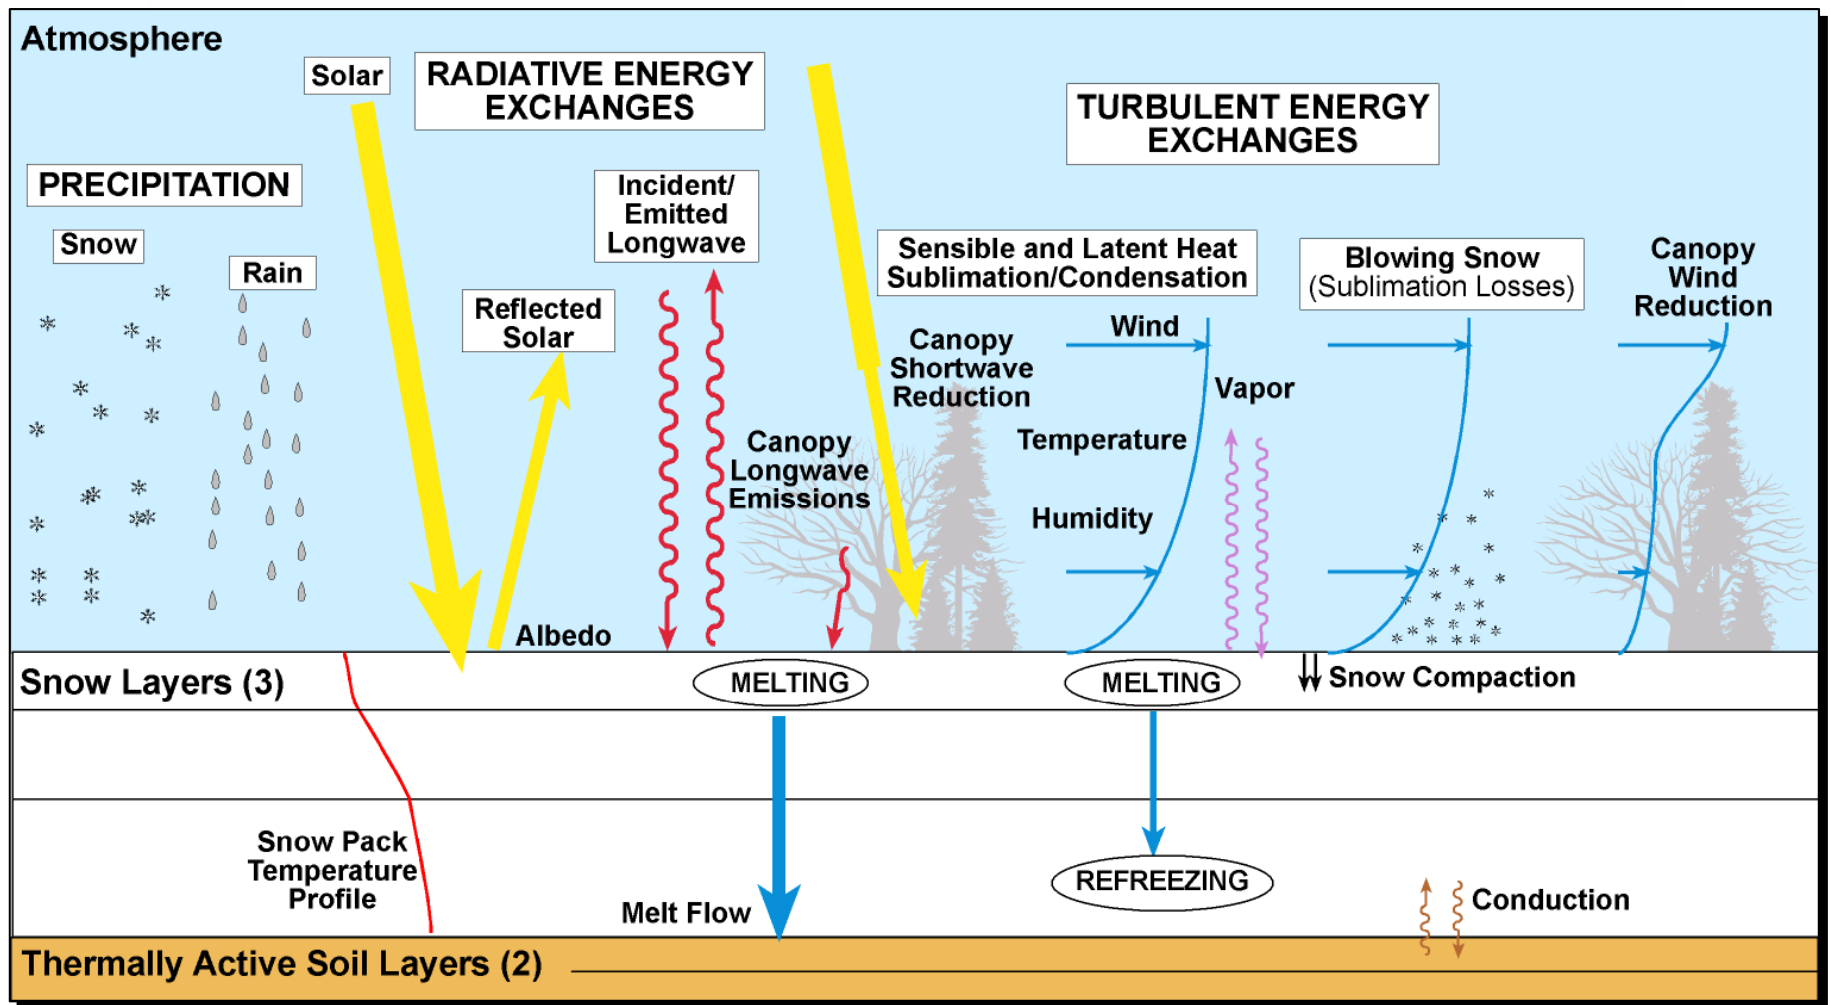 Atmosphere
Solar
RADIATIVE ENERGY
EXCHANGES
TURBULENT ENERGY
EXCHANGES
PRECIPITATION
Snow
Rain
Incident/
Emitted
Longwave
Reflected
Solar
Sensible and Latent Heat
Sublimation/Condensation
Blowing Snow
(Sublimation Losses)
Canopy
Wind
Reduction
Canopy
Shortwave
Reduction
Wind
Vapor
Temperature
Humidity
Canopy
Longwave
Emissions
Albedo
Snow Layers (3)
MELTING
MELTING
Snow Compaction
Snow Pack
Temperature
Profile
Melt Flow
REFREEZING
Conduction
Thermally Active Soil Layers (2)